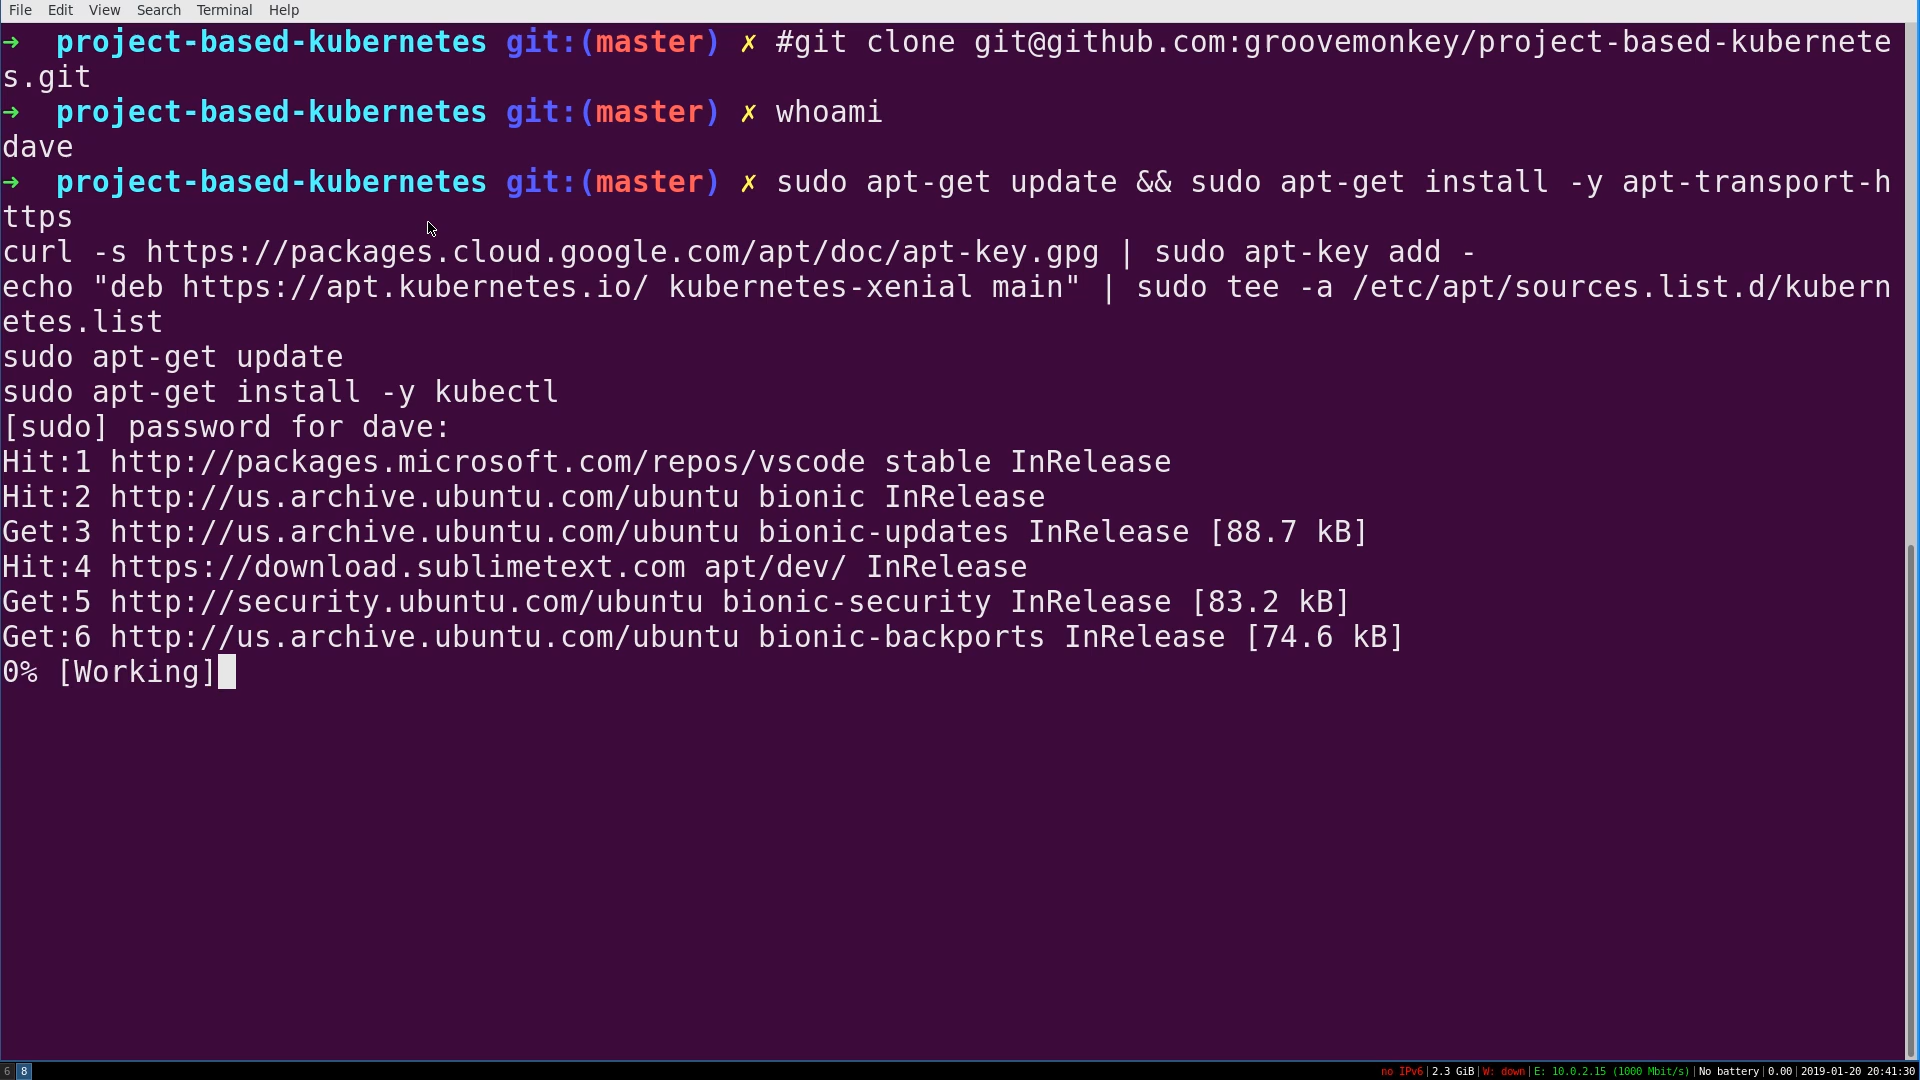 File Edit View Search Terminal Help
➜  project-based-kubernetes git:(master) ✗ #git clone git@github.com:groovemonkey/project-based-kubernete
s.git
➜  project-based-kubernetes git:(master) ✗ whoami
dave
➜  project-based-kubernetes git:(master) ✗ sudo apt-get update && sudo apt-get install -y apt-transport-h
ttps
curl -s https://packages.cloud.google.com/apt/doc/apt-key.gpg | sudo apt-key add -
echo "deb https://apt.kubernetes.io/ kubernetes-xenial main" | sudo tee -a /etc/apt/sources.list.d/kubern
etes.list
sudo apt-get update
sudo apt-get install -y kubectl
[sudo] password for dave:
Hit:1 http://packages.microsoft.com/repos/vscode stable InRelease
Hit:2 http://us.archive.ubuntu.com/ubuntu bionic InRelease
Get:3 http://us.archive.ubuntu.com/ubuntu bionic-updates InRelease [88.7 kB]
Hit:4 https://download.sublimetext.com apt/dev/ InRelease
Get:5 http://security.ubuntu.com/ubuntu bionic-security InRelease [83.2 kB]
Get:6 http://us.archive.ubuntu.com/ubuntu bionic-backports InRelease [74.6 kB]
0% [Working]
6 8 no IPv6|2.3 GiB|W: down|E: 10.0.2.15 (1000 Mbit/s)|No battery|0.00|2019-01-20 20:41:30